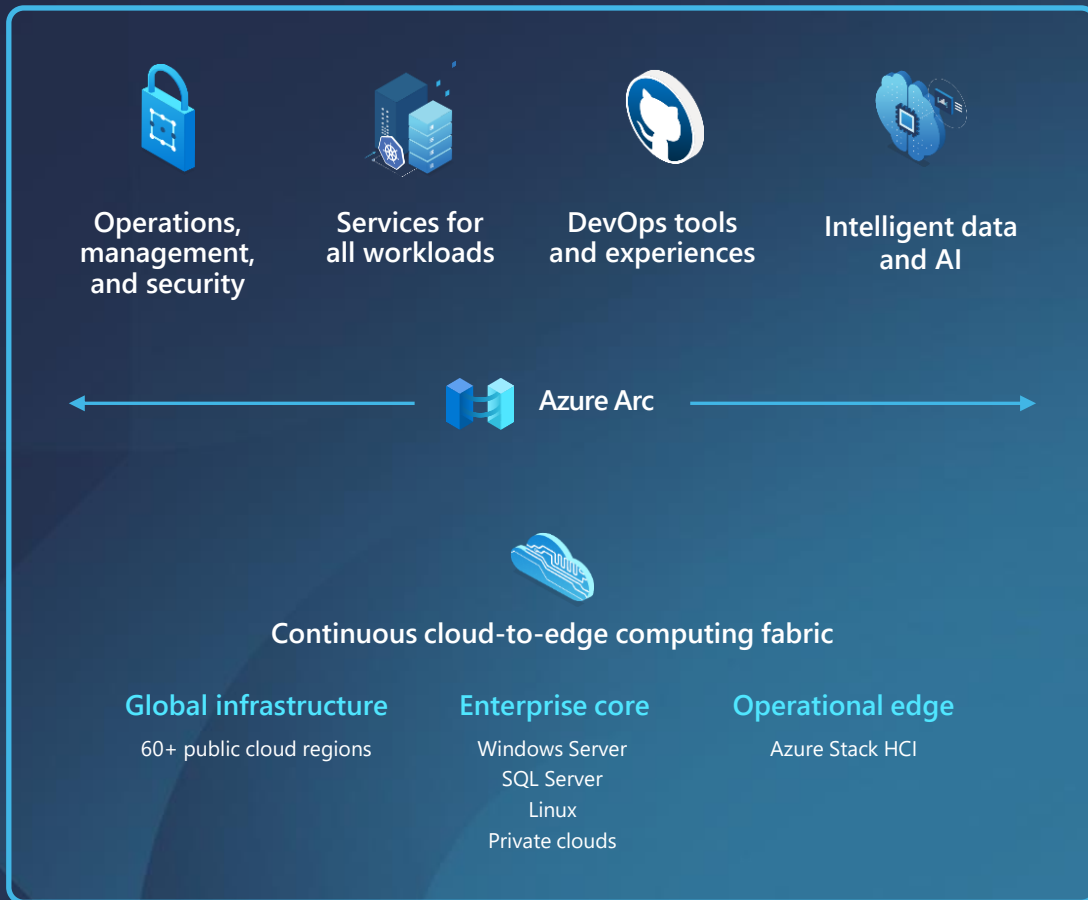 Operations,
management,
and security
Services for
all workloads
DevOps tools
and experiences
Intelligent data
and AI
Azure Arc
Continuous cloud-to-edge computing fabric
Global infrastructure
60+ public cloud regions
Enterprise core
Windows Server
SQL Server
Linux
Private clouds
Operational edge
Azure Stack HCI